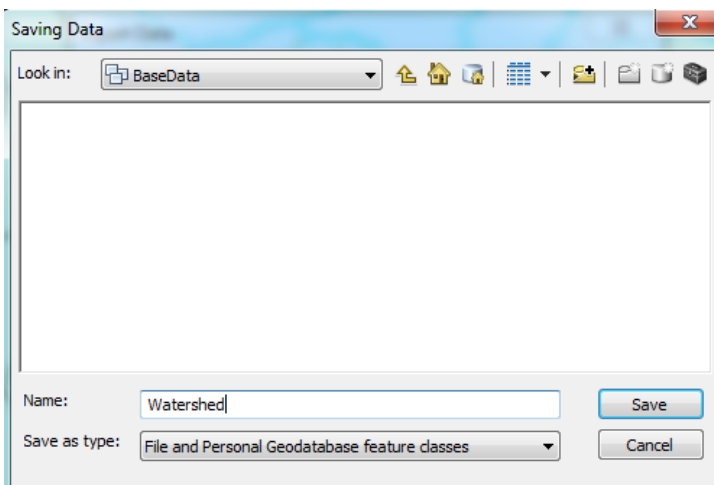 Saving Data
Look in: BaseData
Name: Watershed
Save
Save as type: File and Personal Geodatabase feature classes
Cancel